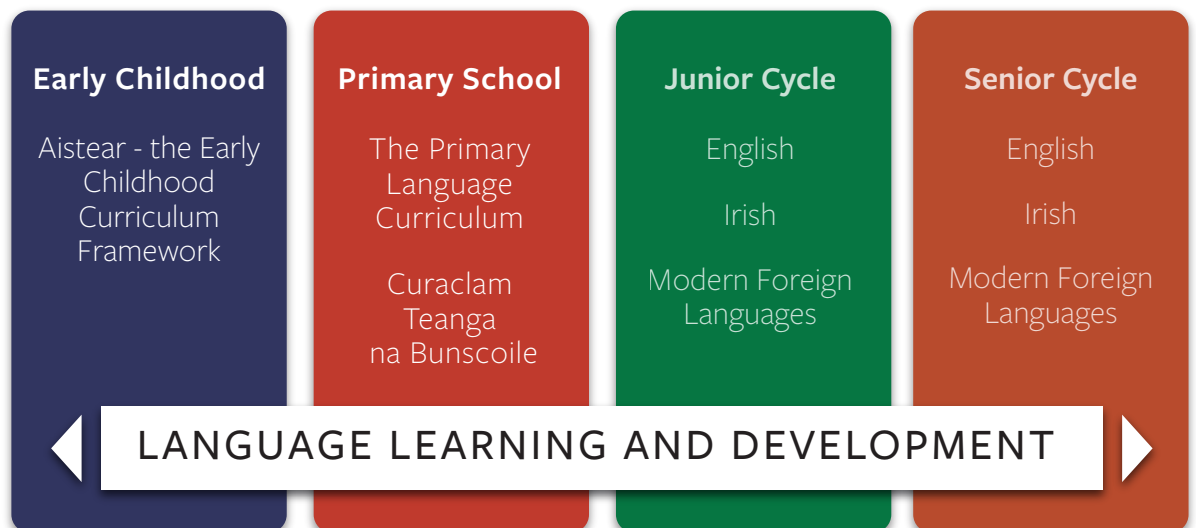 Early Childhood
Aistear - the Early
Childhood
Curriculum
Framework
Primary School
The Primary
Language
Curriculum
Curaclam
Teanga
na Bunscoile
Junior Cycle
English
Irish
Modern Foreign
Languages
Senior Cycle
English
Irish
Modern Foreign
Languages
LANGUAGE LEARNING AND DEVELOPMENT